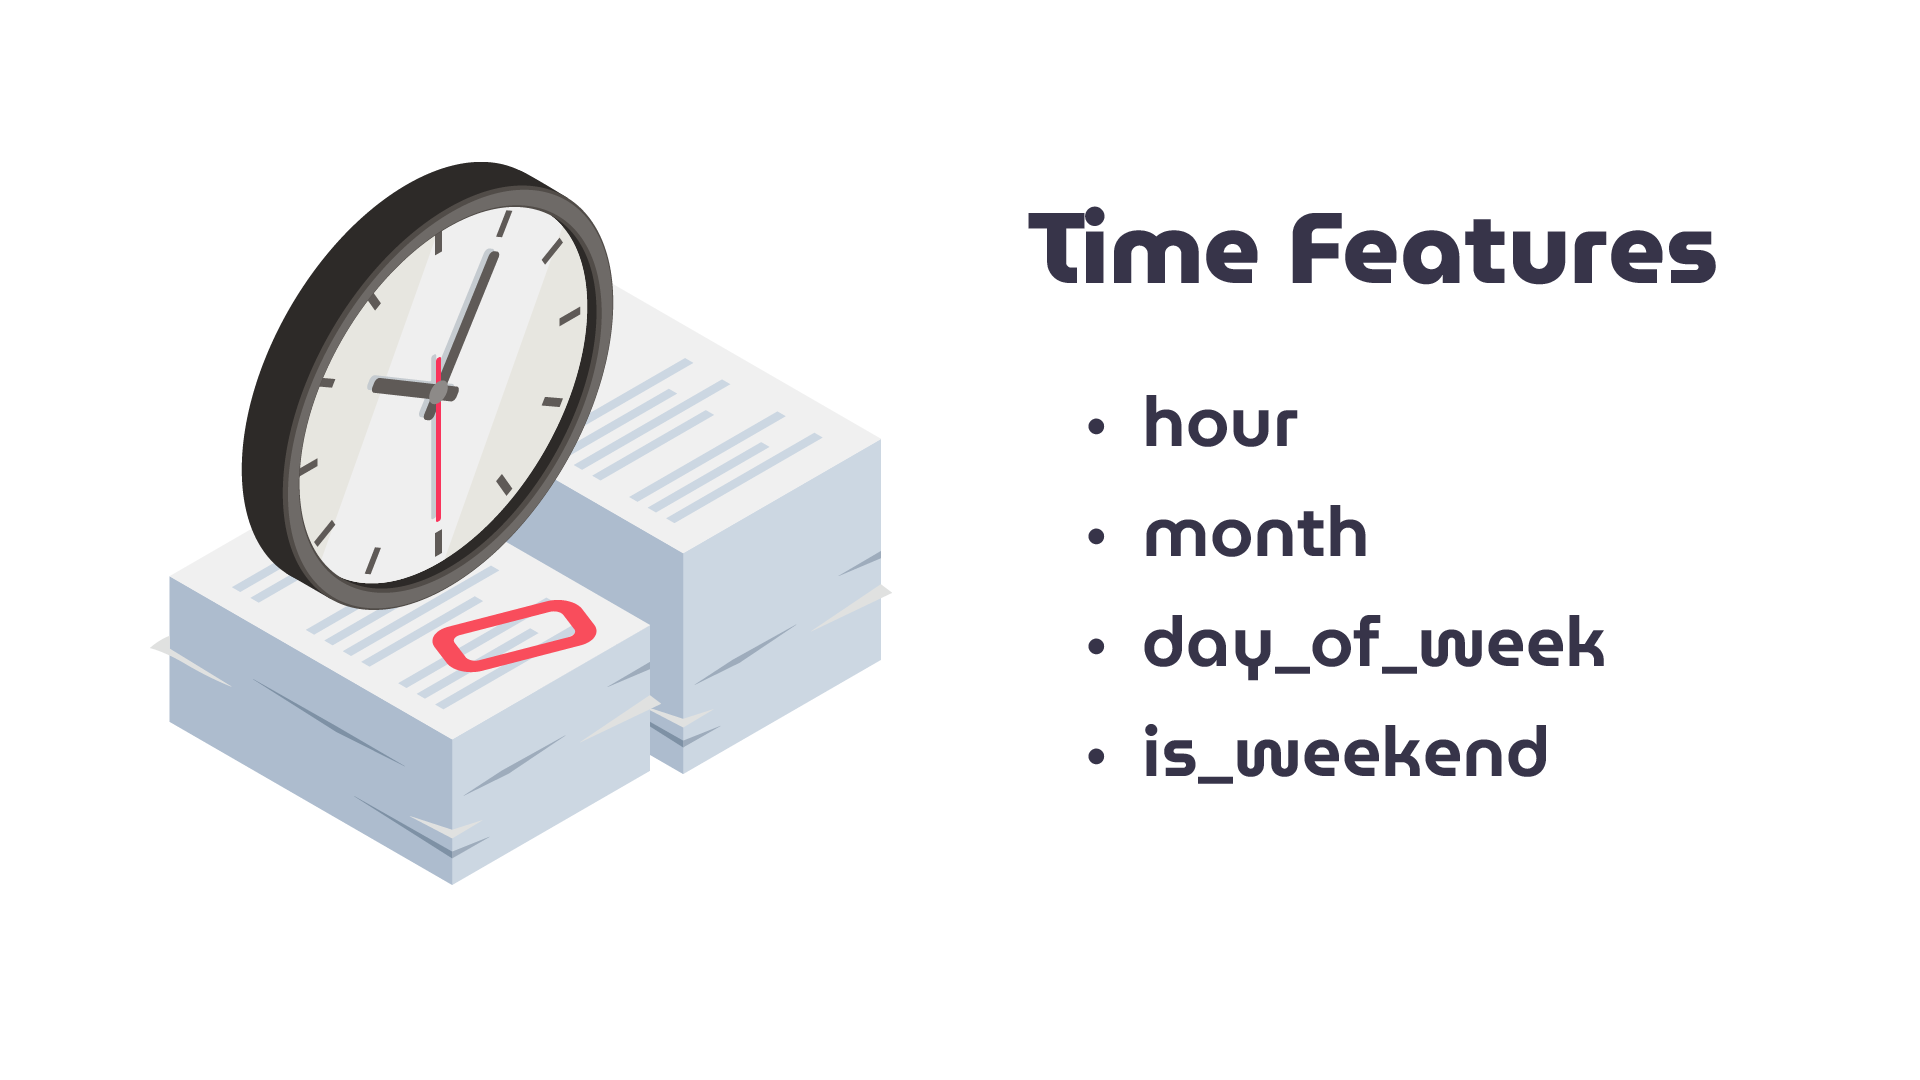 Time Features
• hour
• month
• day_of_week
• is_weekend